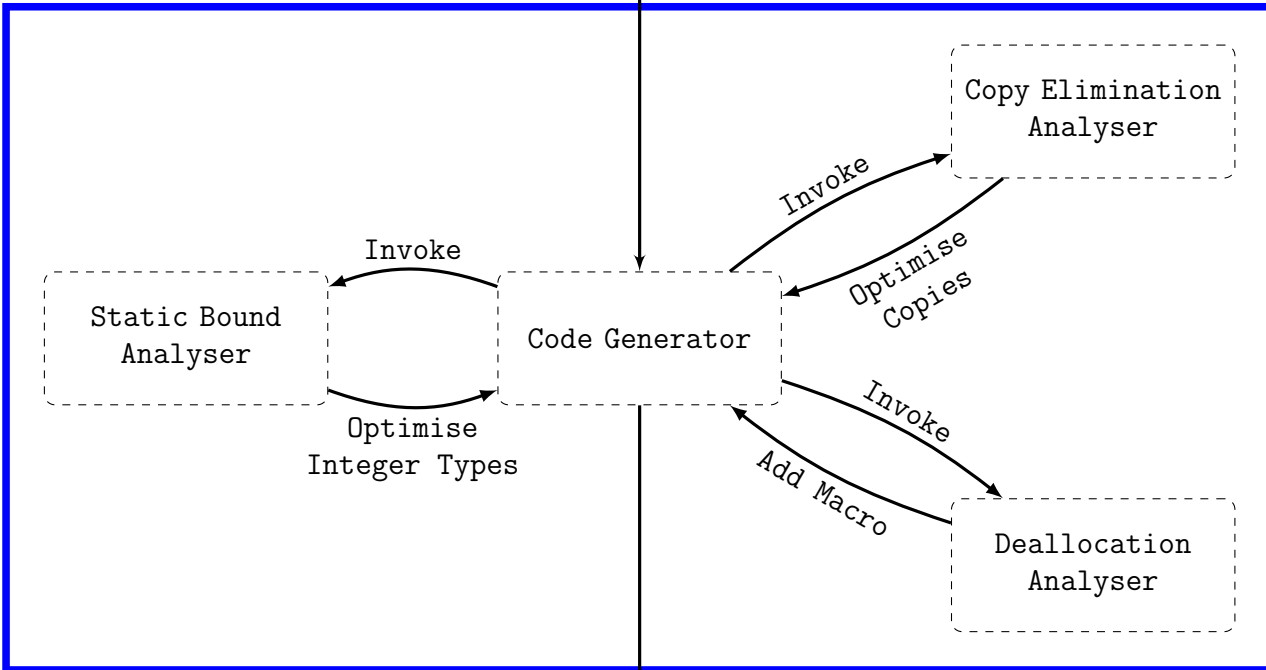 Copy Elimination
Analyser
Invoke
Optimise
Copies
Invoke
Static Bound
Analyser
Code Generator
Optimise
Integer Types
Invoke
Add Macro
Deallocation
Analyser